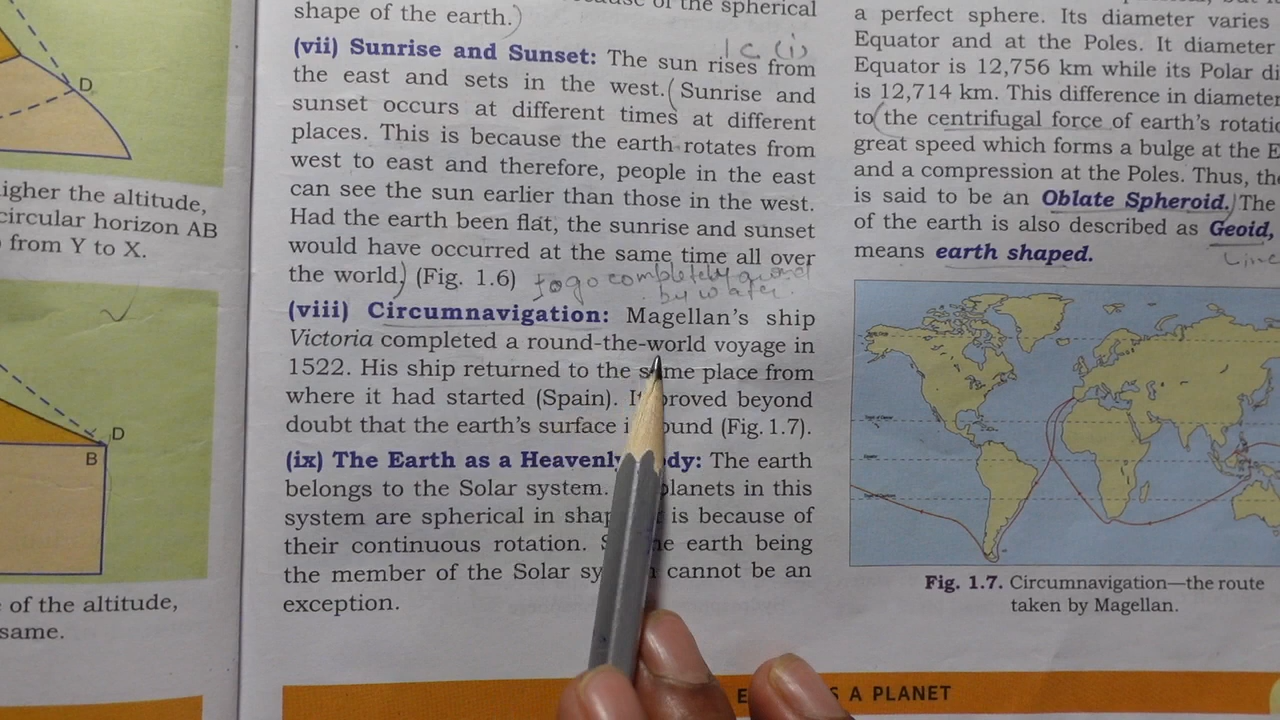 shape of the earth.)
of the spherical
1c (i)
(vii) Sunrise and Sunset: The sun rises from
the east and sets in the west. (Sunrise and
sunset occurs at different times at different
places. This is because the earth rotates from
west to east and therefore, people in the east
can see the sun earlier than those in the west.
Had the earth been flat, the sunrise and sunset
would have occurred at the same time all over
the world) (Fig. 1.6)
to go completely
by water.
(viii) Circumnavigation: Magellan's ship
Victoria completed a round-the-world voyage in
1522. His ship returned to the same place from
where it had started (Spain). It proved beyond
doubt that the earth's surface is round (Fig. 1.7).
(ix) The Earth as a Heavenly Body: The earth
belongs to the Solar system. planets in this
system are spherical in is because of
their continuous rotation. earth being
the member of the Solar cannot be an
exception.
D
the altitude,
circular horizon AB
from Y to X.
D
B
of the altitude,
same.
a perfect sphere. Its diameter varies
Equator and at the Poles. It diameter
Equator is 12,756 km while its Polar
is 12,714 km. This difference in diameter
to (the centrifugal force of earth's
great speed which forms a bulge at the
and a compression at the Poles. Thus,
is said to be an Oblate Spheroid.) The
of the earth is also described as Geoid,
means earth shaped.
Fig. 1.7. Circumnavigation—the route
taken by Magellan.
A PLANET